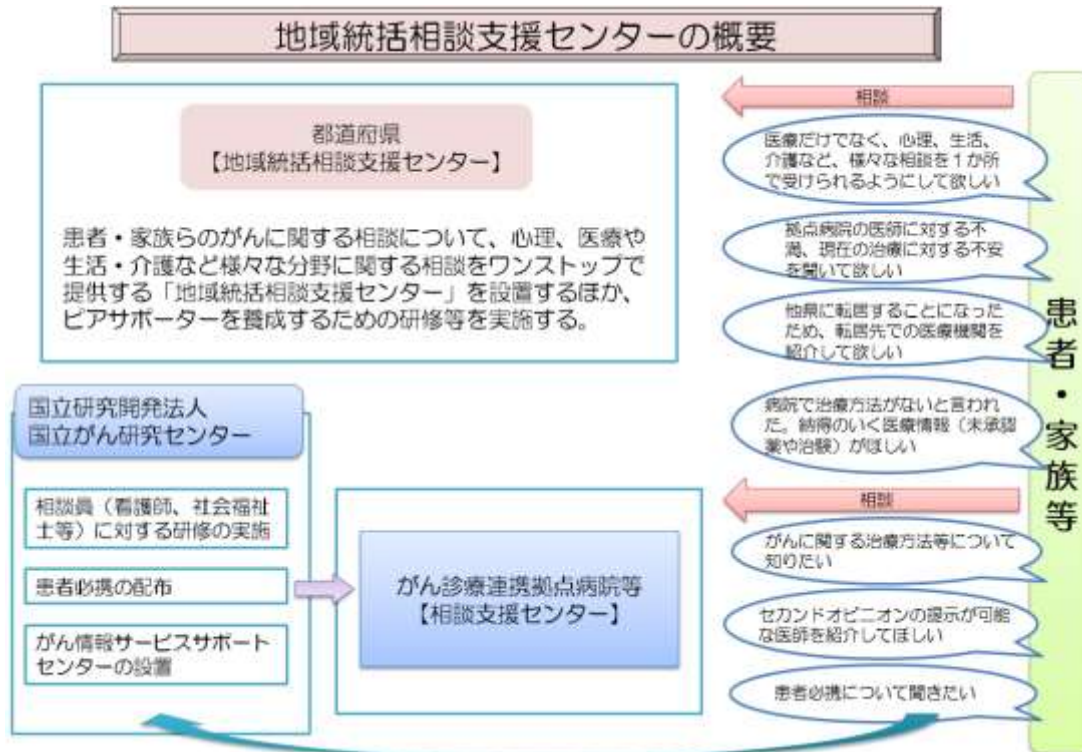 地域統括相談支援センターの概要
都道府県
【地域統括相談支援センター】
患者・家族らのがんに関する相談について、心理、医療や
生活・介護など様々な分野に関する相談をワンストップで
提供する「地域統括相談支援センター」を設置するほか、
ピアサポーターを養成するための研修等を実施する。
相談
医療だけでなく、心理、生活、
介護など、様々な相談を1か所
で受けられるようにして欲しい
拠点病院の医師に対する不
満、現在の治療に対する不安
を聞いて欲しい
他県に転居することになった
ため、転居先での医療機関を
紹介して欲しい
病院で治療方法がないと言われ
た。納得のいく医療情報（未承認
薬や治験）がほしい
患者・家族等
国立研究開発法人
国立がん研究センター
相談員（看護師、社会福祉
士等）に対する研修の実施
患者必携の配布
がん情報サービスサポート
センターの設置
がん診療連携拠点病院等
【相談支援センター】
相談
がんに関する治療方法等について
知りたい
セカンドオピニオンの提示が可能
な医師を紹介してほしい
患者必携について聞きたい